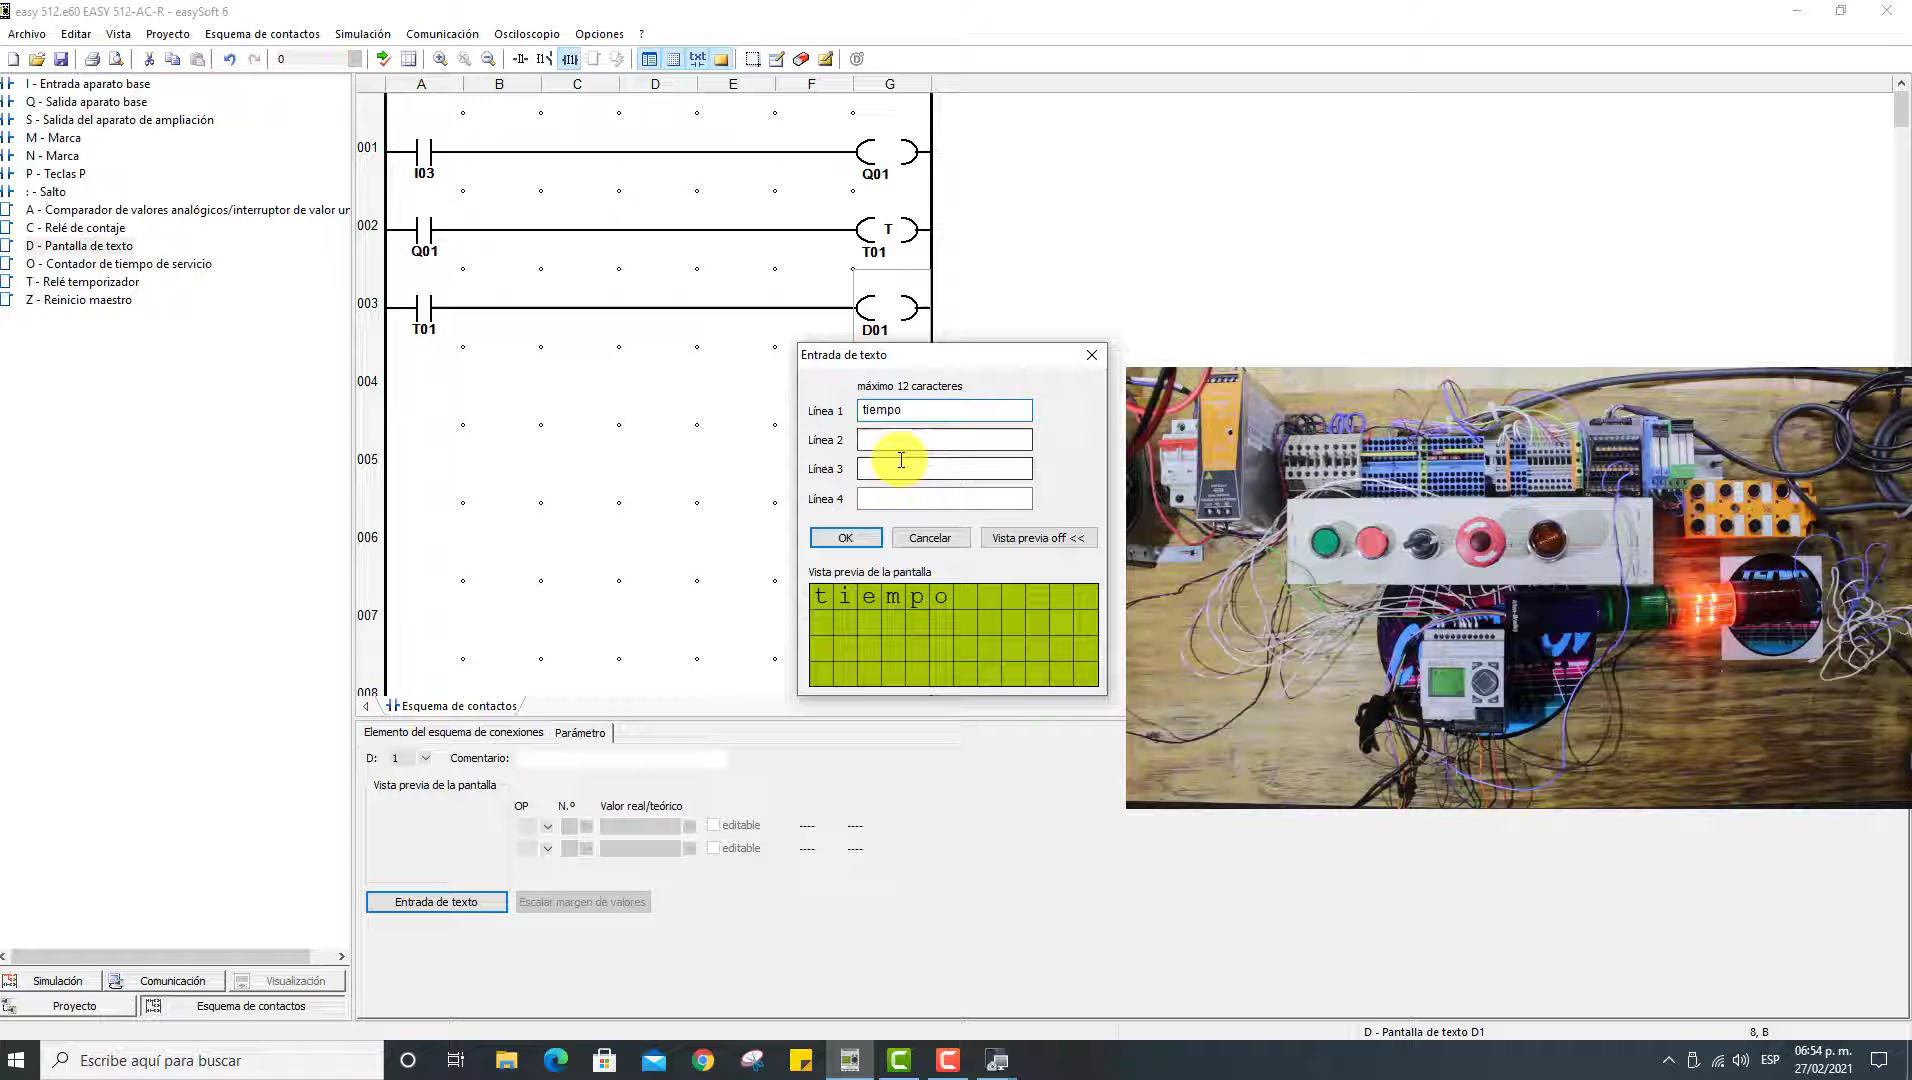 easy 512.e60 EASY 512-AC-R - easySoft 6
Archivo Editar Vista Proyecto Esquema de contactos Simulación Comunicación Osciloscopio Opciones ?
0
I - Entrada aparato base
Q - Salida aparato base
S - Salida del aparato de ampliación
M - Marca
N - Marca
P - Teclas P
: - Salto
A - Comparador de valores analógicos/interruptor de valor ur
C - Relé de contaje
D - Pantalla de texto
O - Contador de tiempo de servicio
T - Relé temporizador
Z - Reinicio maestro
A B C D E F G
001
I03 Q01
002
T
Q01 T01
003
T01 D01
004
005
006
007
008
Entrada de texto
máximo 12 caracteres
Línea 1 tiempo
Línea 2
Línea 3
Línea 4
OK Cancelar Vista previa off <<
Vista previa de la pantalla
tiempo
Esquema de contactos
Elemento del esquema de conexiones Parámetro
D: 1 Comentario:
Vista previa de la pantalla
OP N.º Valor real/teórico
editable ---- ----
editable ---- ----
Entrada de texto Escalar margen de valores
Simulación Comunicación Visualización
Proyecto Esquema de contactos
D - Pantalla de texto D1 8, B
Escribe aquí para buscar
ESP
06:54 p. m.
27/02/2021